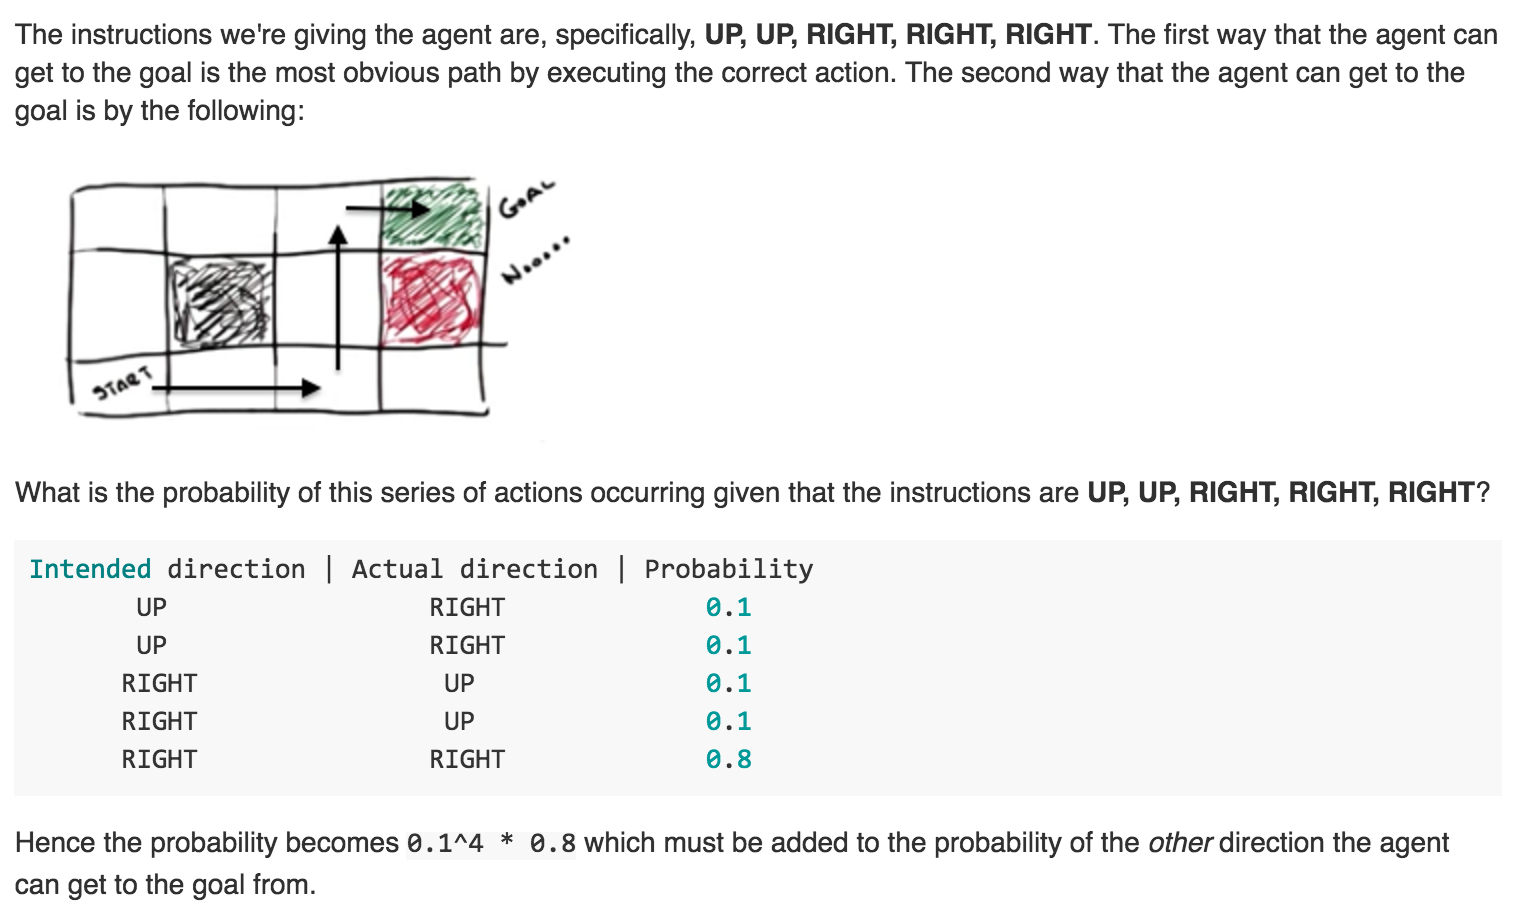 The instructions we're giving the agent are, specifically, UP, UP, RIGHT, RIGHT, RIGHT. The first way that the agent can
get to the goal is the most obvious path by executing the correct action. The second way that the agent can get to the
goal is by the following:
GOAL
Noooo..
START
What is the probability of this series of actions occurring given that the instructions are UP, UP, RIGHT, RIGHT, RIGHT?
Intended direction | Actual direction | Probability
UP RIGHT 0.1
UP RIGHT 0.1
RIGHT UP 0.1
RIGHT UP 0.1
RIGHT RIGHT 0.8
Hence the probability becomes 0.1^4 * 0.8 which must be added to the probability of the other direction the agent
can get to the goal from.